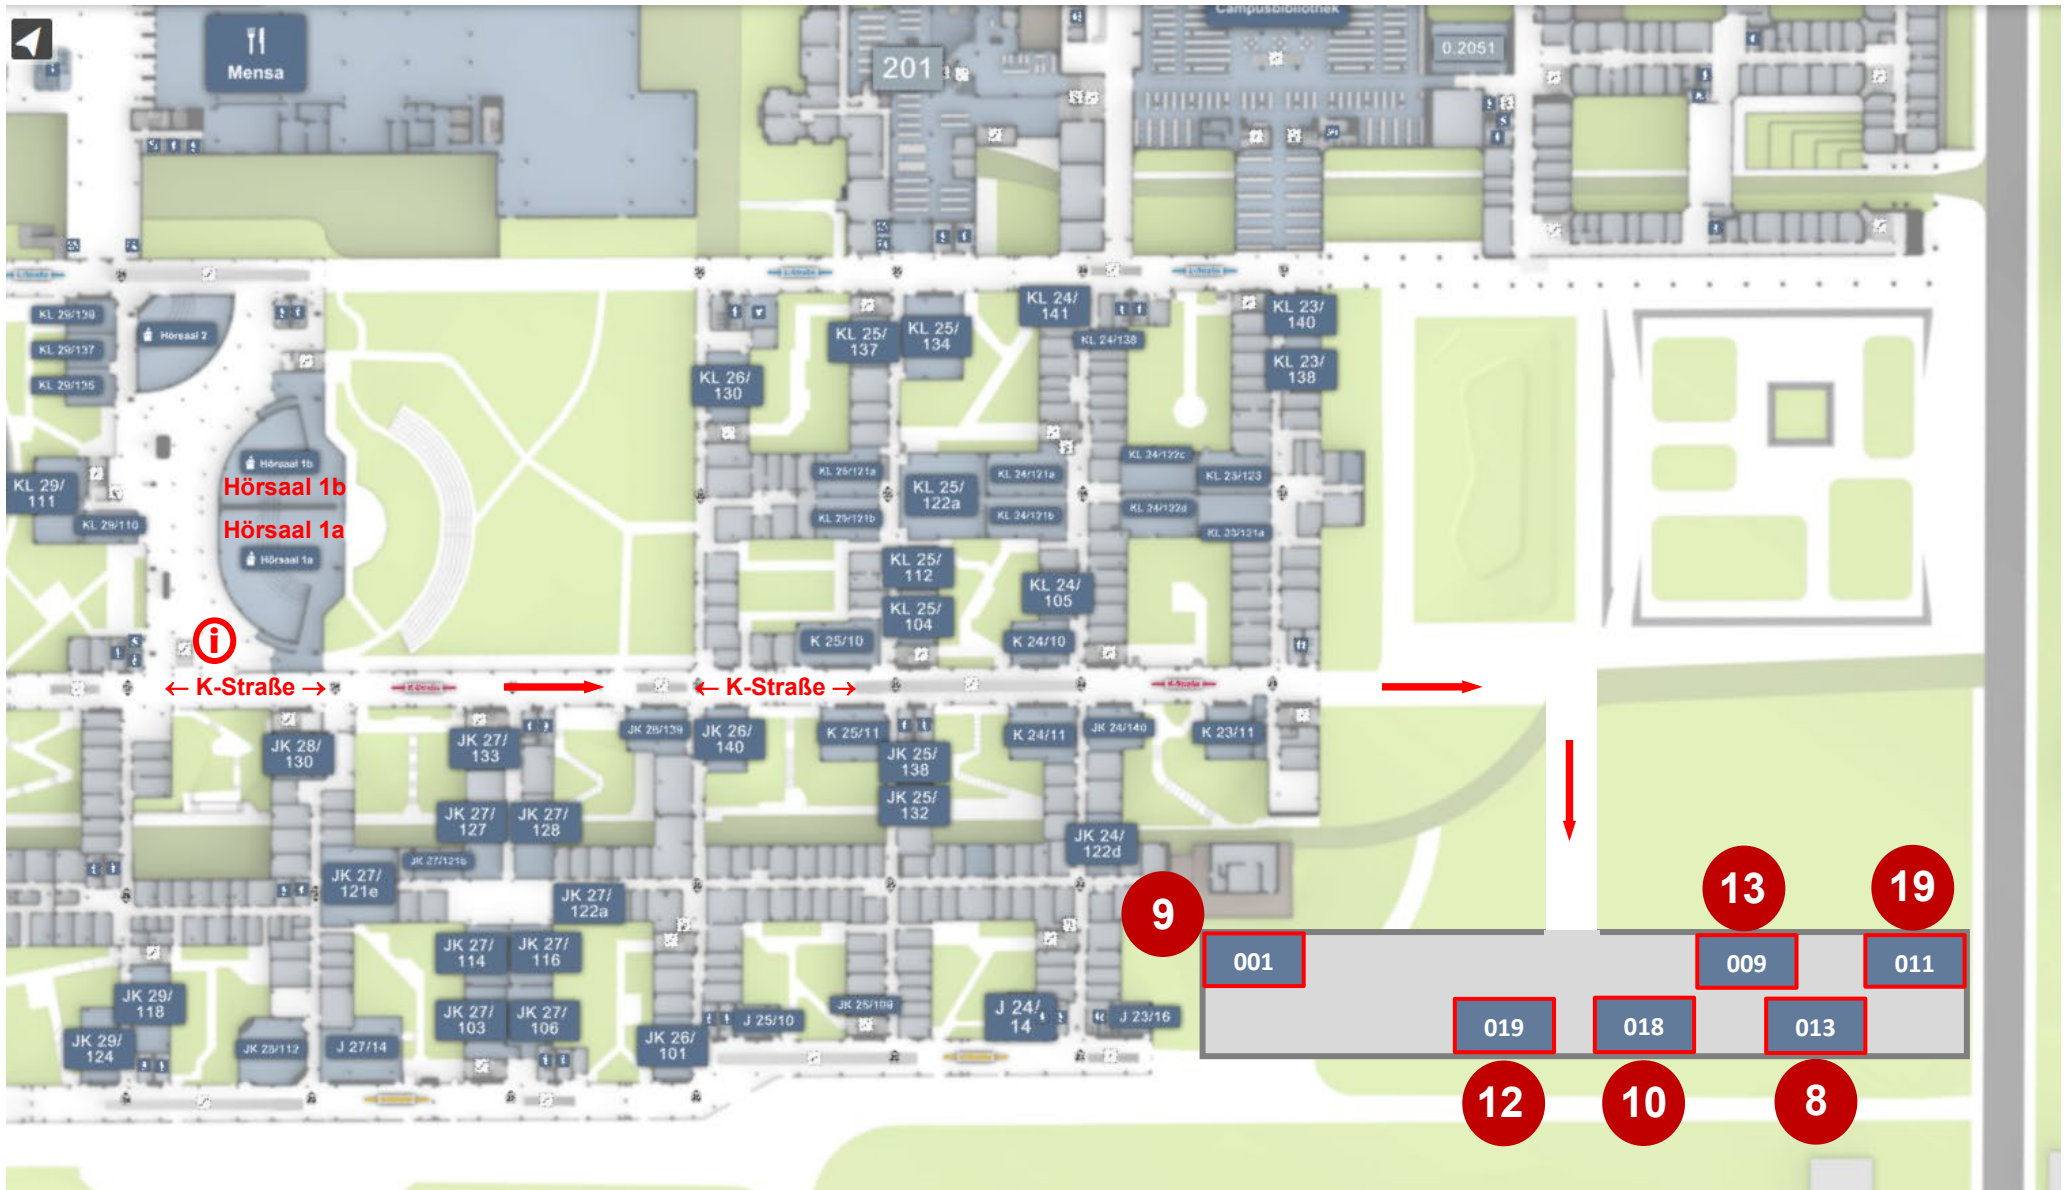 Campusbibliothek
Mensa
201
0.2051
L-Straße
L-Straße
L-Straße
KL 29/139
Hörsaal 2
KL 29/137
KL 29/135
KL 24/
141
KL 23/
140
KL 25/
137
KL 25/
134
KL 24/138
KL 23/
138
KL 26/
130
Hörsaal 1b
Hörsaal 1b
Hörsaal 1a
Hörsaal 1a
KL 29/
111
KL 29/110
KL 25/121a
KL 25/
122a
KL 24/121a
KL 24/122c
KL 23/123
KL 25/121b
KL 24/121b
KL 24/122d
KL 23/121a
KL 25/
112
KL 24/
105
KL 25/
104
K 25/10
K 24/10
i
← K-Straße →
K-Straße
← K-Straße →
K-Straße
JK 28/
130
JK 27/
133
JK 26/139
JK 26/
140
K 25/11
JK 25/
138
K 24/11
JK 24/140
K 23/11
JK 25/
132
JK 27/
127
JK 27/
128
JK 24/
122d
JK 27/121b
JK 27/
121e
JK 27/
122a
JK 27/
114
JK 27/
116
JK 29/
118
JK 27/
103
JK 27/
106
JK 29/
124
JK 28/112
J 27/14
JK 26/
101
J 25/10
JK 25/109
J 24/
14
J 23/16
9
13
19
001
009
011
019
018
013
12
10
8